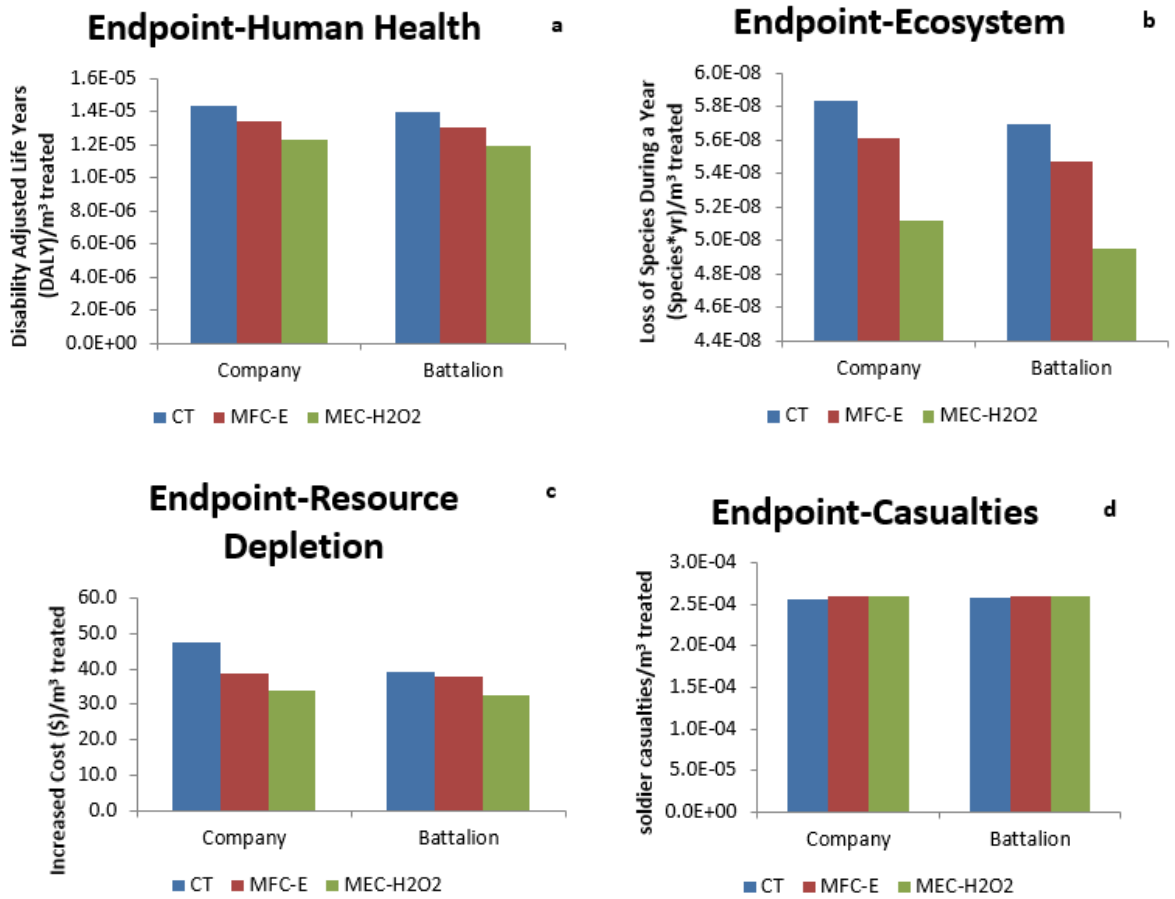 Endpoint-Human Health
a
Disability Adjusted Life Years
(DALY)/m³ treated
1.6E-05
1.4E-05
1.2E-05
1.0E-05
8.0E-06
6.0E-06
4.0E-06
2.0E-06
0.0E+00
Company
Battalion
CT
MFC-E
MEC-H2O2
Endpoint-Ecosystem
b
Loss of Species During a Year
(Species*yr)/m³ treated
6.0E-08
5.8E-08
5.6E-08
5.4E-08
5.2E-08
5.0E-08
4.8E-08
4.6E-08
4.4E-08
Company
Battalion
CT
MFC-E
MEC-H2O2
Endpoint-Resource
Depletion
c
Increased Cost ($)/m³ treated
60.0
50.0
40.0
30.0
20.0
10.0
0.0
Company
Battalion
CT
MFC-E
MEC-H2O2
Endpoint-Casualties
d
soldier casualties/m³ treated
3.0E-04
2.5E-04
2.0E-04
1.5E-04
1.0E-04
5.0E-05
0.0E+00
Company
Battalion
CT
MFC-E
MEC-H2O2